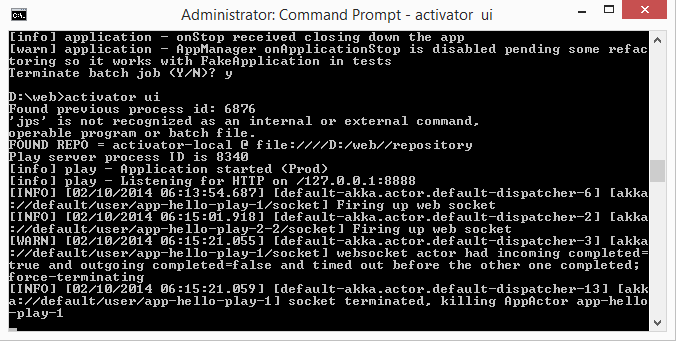 Administrator: Command Prompt - activator ui
[info] application - onStop received closing down the app
[warn] application - AppManager onApplicationStop is disabled pending some refac
toring so it works with FakeApplication in tests
Terminate batch job (Y/N)? y
D:\web>activator ui
Found previous process id: 6876
'jps' is not recognized as an internal or external command,
operable program or batch file.
FOUND REPO = activator-local @ file:////D:/web//repository
Play server process ID is 8340
[info] play - Application started (Prod)
[info] play - Listening for HTTP on /127.0.0.1:8888
[INFO] [02/10/2014 06:13:54.687] [default-akka.actor.default-dispatcher-6] [akka
://default/user/app-hello-play-1/socket] Firing up web socket
[INFO] [02/10/2014 06:15:01.918] [default-akka.actor.default-dispatcher-2] [akka
://default/user/app-hello-play-2-2/socket] Firing up web socket
[WARN] [02/10/2014 06:15:21.055] [default-akka.actor.default-dispatcher-3] [akka
://default/user/app-hello-play-1/socket] websocket actor had incoming completed=
true and outgoing completed=false and timed out before the other one completed;
force-terminating
[INFO] [02/10/2014 06:15:21.059] [default-akka.actor.default-dispatcher-13] [akk
a://default/user/app-hello-play-1] socket terminated, killing AppActor app-hello
-play-1